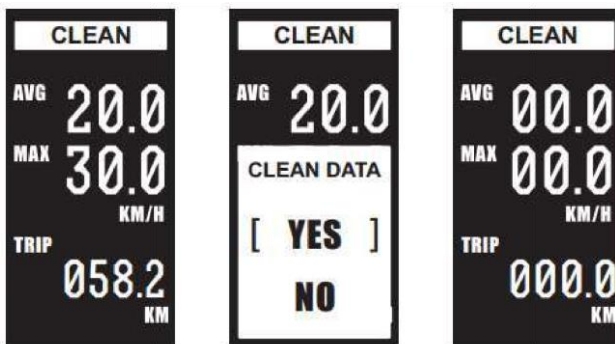 CLEAN
AVG 20.0
MAX 30.0
KM/H
TRIP
058.2
KM
CLEAN
AVG 20.0
CLEAN DATA
[ YES ]
NO
CLEAN
AVG 00.0
MAX 00.0
KM/H
TRIP
000.0
KM